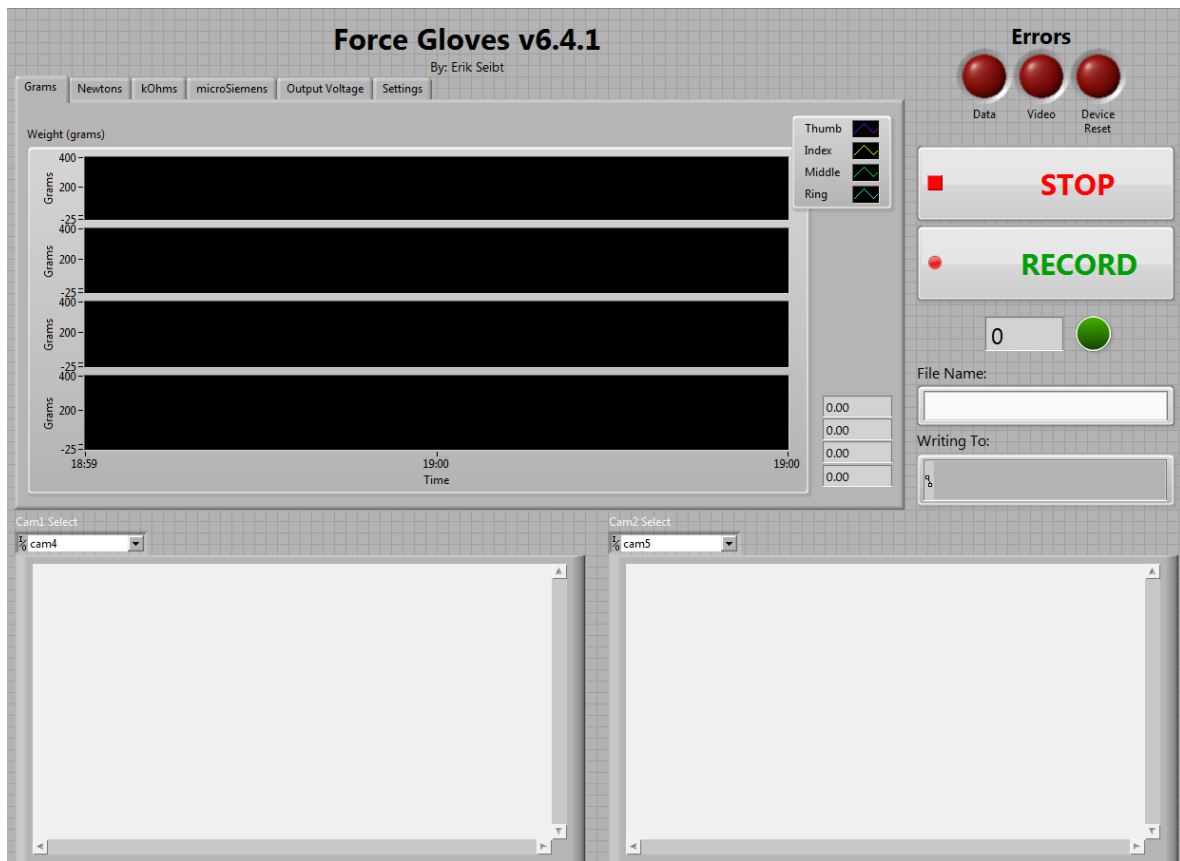 Force Gloves v6.4.1
By: Erik Seibt
Errors
Data Video Device Reset
Grams Newtons kOhms microSiemens Output Voltage Settings
Weight (grams)
Thumb
Index
Middle
Ring
400
200
-25
Grams
400
200
-25
Grams
400
200
-25
Grams
400
200
-25
Grams
18:59 19:00 19:00
Time
0.00
0.00
0.00
0.00
STOP
RECORD
0
File Name:
Writing To:
Cam1 Select
cam4
Cam2 Select
cam5